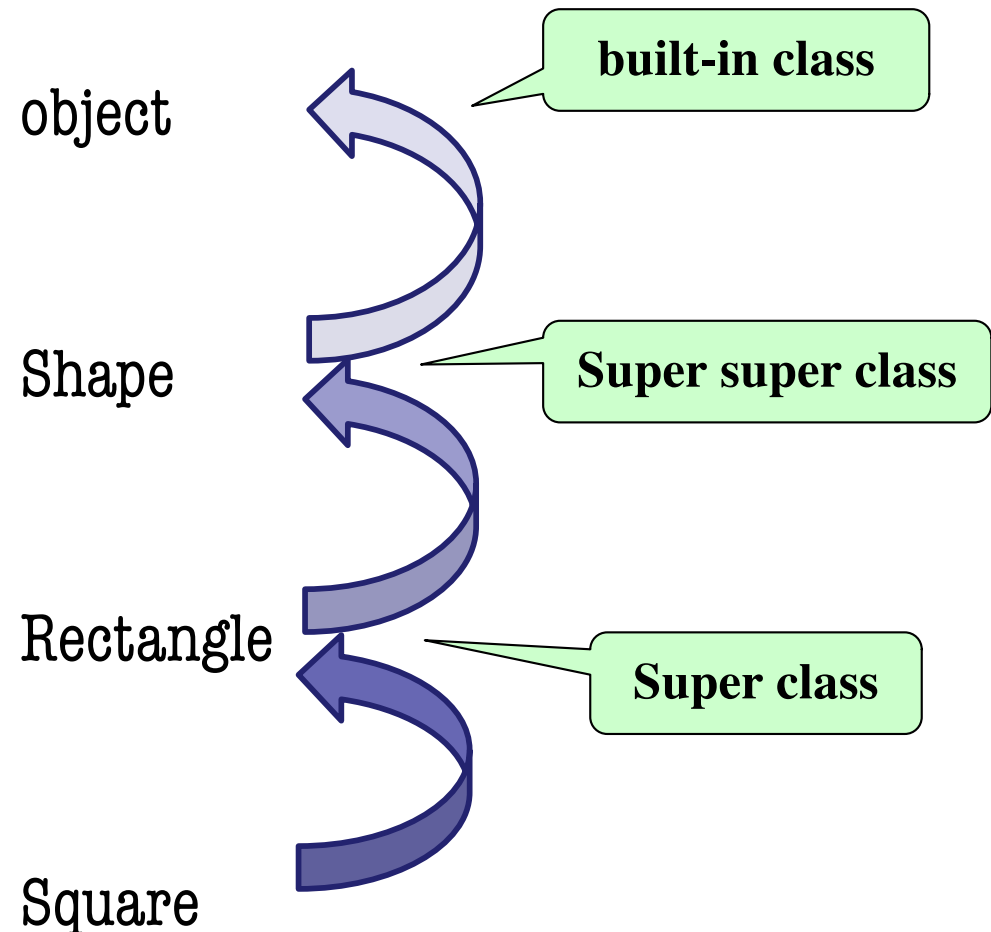 built-in class
object
Super super class
Shape
Rectangle
Super class
Square